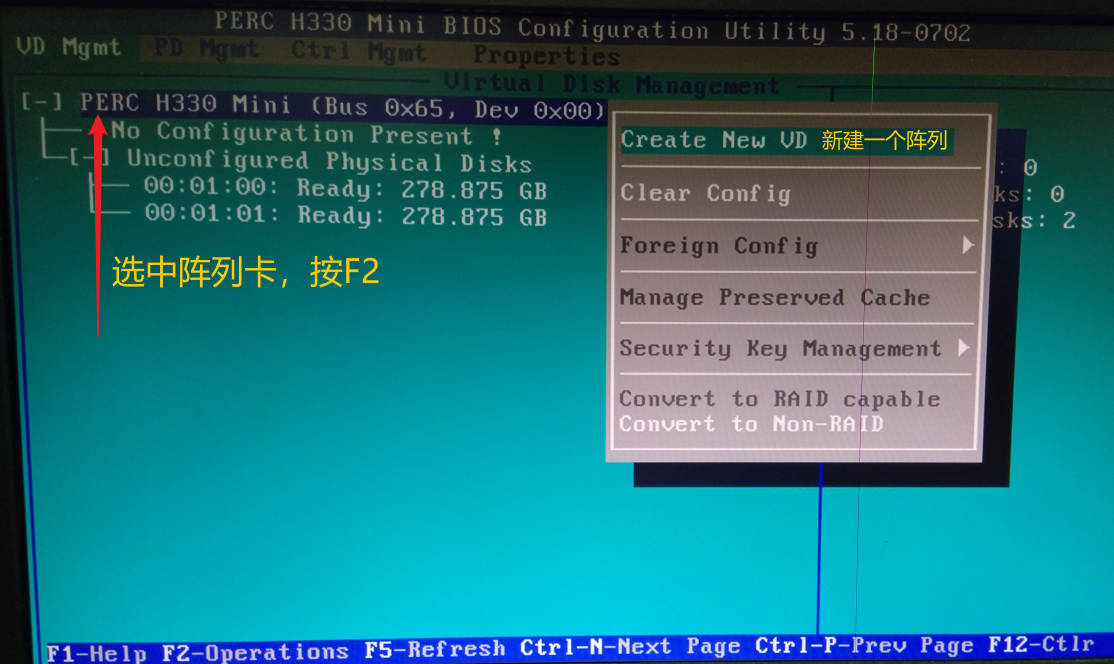 PERC H330 Mini BIOS Configuration Utility 5.18-0702
VD Mgmt PD Mgmt Ctrl Mgmt Properties
Virtual Disk Management
[-] PERC H330 Mini (Bus 0x65, Dev 0x00)
No Configuration Present !
[-] Unconfigured Physical Disks
00:01:00: Ready: 278.875 GB
00:01:01: Ready: 278.875 GB
选中阵列卡，按F2
Create New VD 新建一个阵列
Clear Config
Foreign Config
Manage Preserved Cache
Security Key Management
Convert to RAID capable
Convert to Non-RAID
: 0
ks: 0
sks: 2
F1-Help F2-Operations F5-Refresh Ctrl-N-Next Page Ctrl-P-Prev Page F12-Ctlr